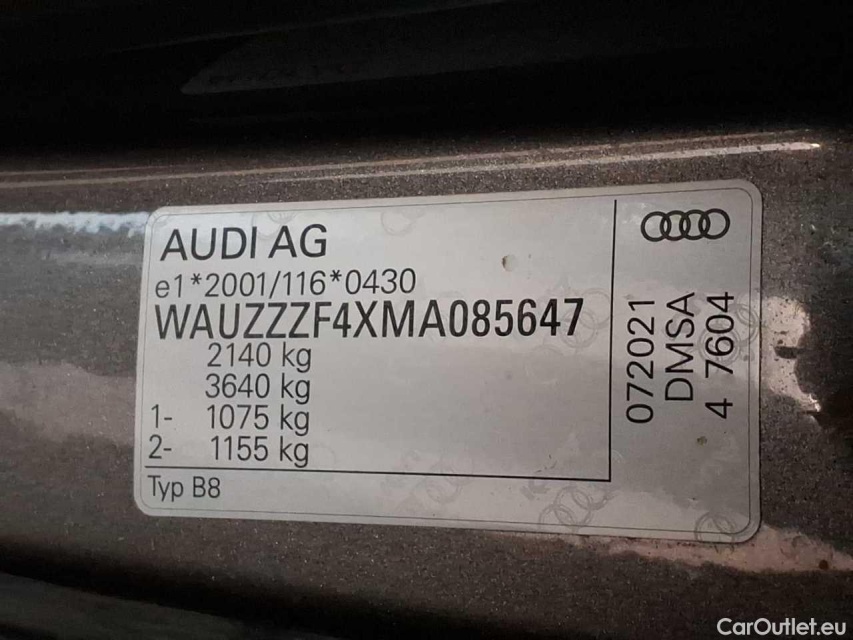 AUDI AG
e1*2001/116*0430
WAUZZZF4XMA085647
2140 kg
3640 kg
1- 1075 kg
2- 1155 kg
Typ B8
072021
DMSA
4 7604
CarOutlet.eu